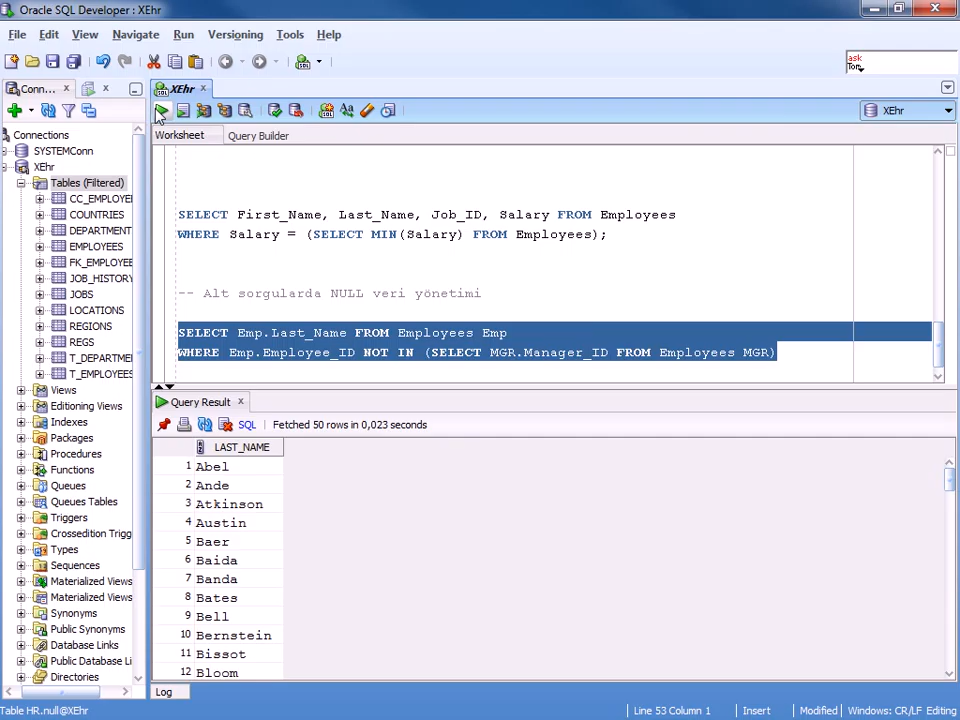 Oracle SQL Developer : XEhr
File Edit View Navigate Run Versioning Tools Help
ask
Tom
Conn... XEhr
XEhr
Worksheet Query Builder
Connections
SYSTEMConn
XEhr
Tables (Filtered)
CC_EMPLOYE
COUNTRIES
DEPARTMENT
EMPLOYEES
FK_EMPLOYEE
JOB_HISTORY
JOBS
LOCATIONS
REGIONS
REGS
T_DEPARTME
T_EMPLOYEES
Views
Editioning Views
Indexes
Packages
Procedures
Functions
Queues
Queues Tables
Triggers
Crossedition Trigg
Types
Sequences
Materialized Views
Materialized Views
Synonyms
Public Synonyms
Database Links
Public Database Li
Directories
SELECT First_Name, Last_Name, Job_ID, Salary FROM Employees
WHERE Salary = (SELECT MIN(Salary) FROM Employees);
-- Alt sorgularda NULL veri yönetimi
SELECT Emp.Last_Name FROM Employees Emp
WHERE Emp.Employee_ID NOT IN (SELECT MGR.Manager_ID FROM Employees MGR)
Query Result
SQL Fetched 50 rows in 0,023 seconds
LAST_NAME
1 Abel
2 Ande
3 Atkinson
4 Austin
5 Baer
6 Baida
7 Banda
8 Bates
9 Bell
10 Bernstein
11 Bissot
12 Bloom
Log
Table HR.null@XEhr Line 53 Column 1 Insert Modified Windows: CR/LF Editing